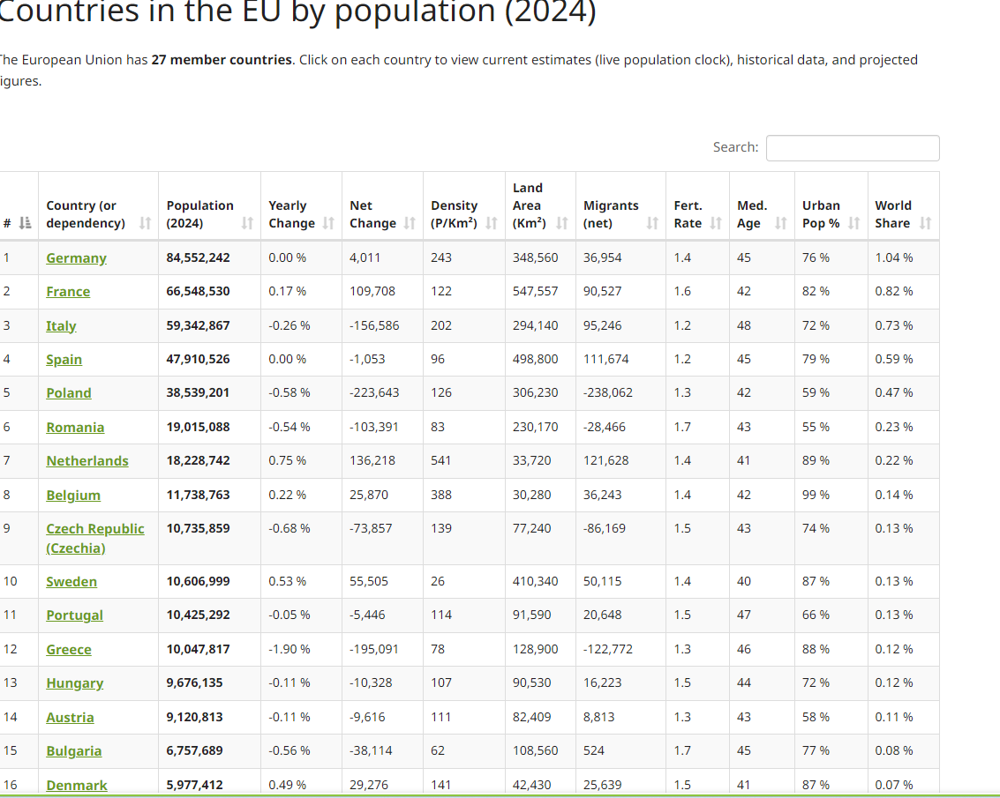 Countries in the EU by population (2024)
The European Union has 27 member countries. Click on each country to view current estimates (live population clock), historical data, and projected
figures.
Search:
# Country (or dependency) Population (2024) Yearly Change Net Change Density (P/Km²) Land Area (Km²) Migrants (net) Fert. Rate Med. Age Urban Pop % World Share
1 Germany 84,552,242 0.00 % 4,011 243 348,560 36,954 1.4 45 76 % 1.04 %
2 France 66,548,530 0.17 % 109,708 122 547,557 90,527 1.6 42 82 % 0.82 %
3 Italy 59,342,867 -0.26 % -156,586 202 294,140 95,246 1.2 48 72 % 0.73 %
4 Spain 47,910,526 0.00 % -1,053 96 498,800 111,674 1.2 45 79 % 0.59 %
5 Poland 38,539,201 -0.58 % -223,643 126 306,230 -238,062 1.3 42 59 % 0.47 %
6 Romania 19,015,088 -0.54 % -103,391 83 230,170 -28,466 1.7 43 55 % 0.23 %
7 Netherlands 18,228,742 0.75 % 136,218 541 33,720 121,628 1.4 41 89 % 0.22 %
8 Belgium 11,738,763 0.22 % 25,870 388 30,280 36,243 1.4 42 99 % 0.14 %
9 Czech Republic (Czechia) 10,735,859 -0.68 % -73,857 139 77,240 -86,169 1.5 43 74 % 0.13 %
10 Sweden 10,606,999 0.53 % 55,505 26 410,340 50,115 1.4 40 87 % 0.13 %
11 Portugal 10,425,292 -0.05 % -5,446 114 91,590 20,648 1.5 47 66 % 0.13 %
12 Greece 10,047,817 -1.90 % -195,091 78 128,900 -122,772 1.3 46 88 % 0.12 %
13 Hungary 9,676,135 -0.11 % -10,328 107 90,530 16,223 1.5 44 72 % 0.12 %
14 Austria 9,120,813 -0.11 % -9,616 111 82,409 8,813 1.3 43 58 % 0.11 %
15 Bulgaria 6,757,689 -0.56 % -38,114 62 108,560 524 1.7 45 77 % 0.08 %
16 Denmark 5,977,412 0.49 % 29,276 141 42,430 25,639 1.5 41 87 % 0.07 %